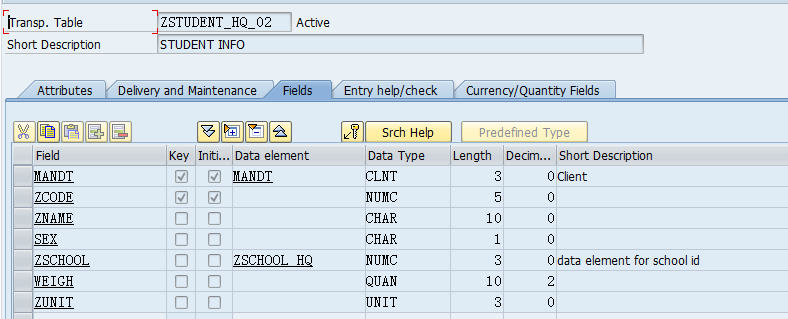 Transp. Table ZSTUDENT_HQ_02 Active
Short Description STUDENT INFO
Attributes Delivery and Maintenance Fields Entry help/check Currency/Quantity Fields
Srch Help Predefined Type
Field Key Initi... Data element Data Type Length Decim... Short Description
MANDT MANDT CLNT 3 0 Client
ZCODE NUMC 5 0
ZNAME CHAR 10 0
SEX CHAR 1 0
ZSCHOOL ZSCHOOL_HQ NUMC 3 0 data element for school id
WEIGH QUAN 10 2
ZUNIT UNIT 3 0